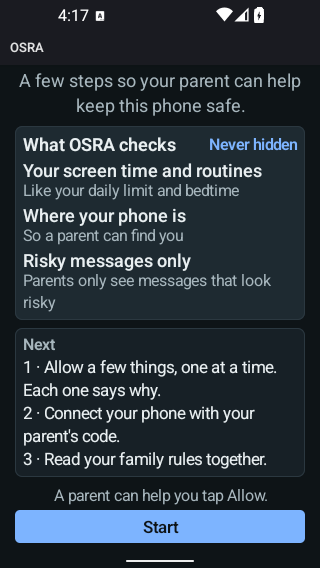 4:17 A
OSRA
A few steps so your parent can help
keep this phone safe.
What OSRA checks Never hidden
Your screen time and routines
Like your daily limit and bedtime
Where your phone is
So a parent can find you
Risky messages only
Parents only see messages that look
risky
Next
1 · Allow a few things, one at a time.
Each one says why.
2 · Connect your phone with your
parent's code.
3 · Read your family rules together.
A parent can help you tap Allow.
Start